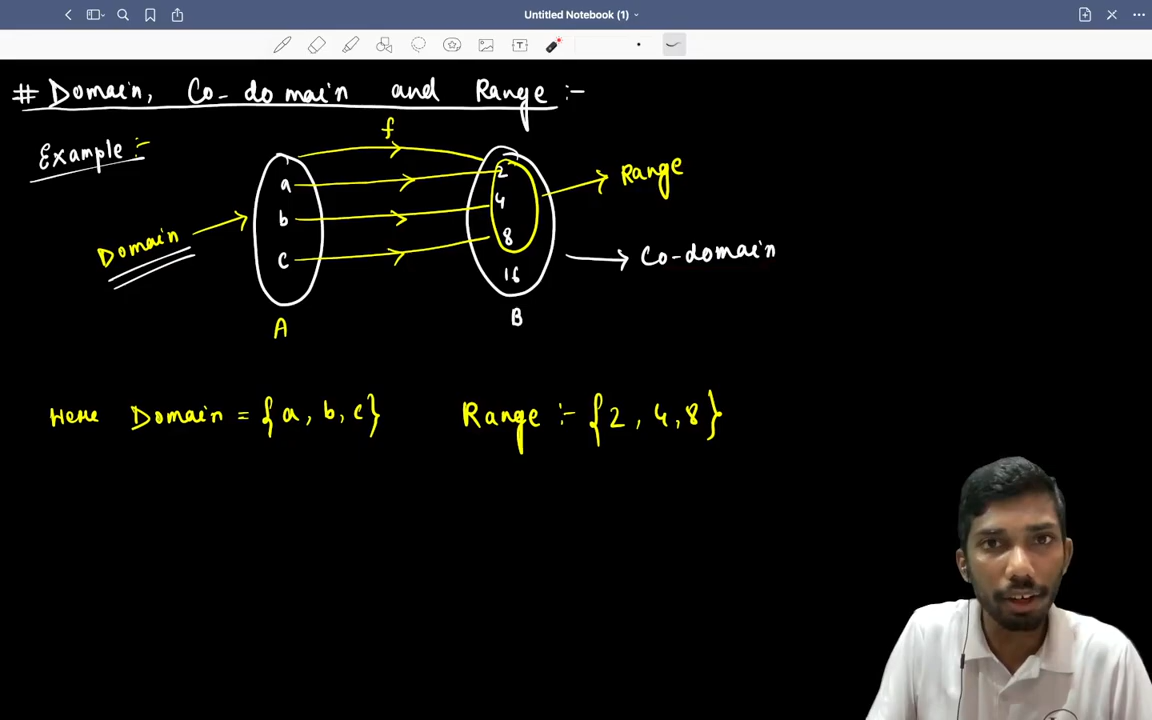 Untitled Notebook (1)
# Domain, Co-domain and Range :-
Example :-
f
a
b
c
A
2
4
8
16
B
Domain
Range
Co-domain
Here Domain = {a, b, c} Range :- {2, 4, 8}